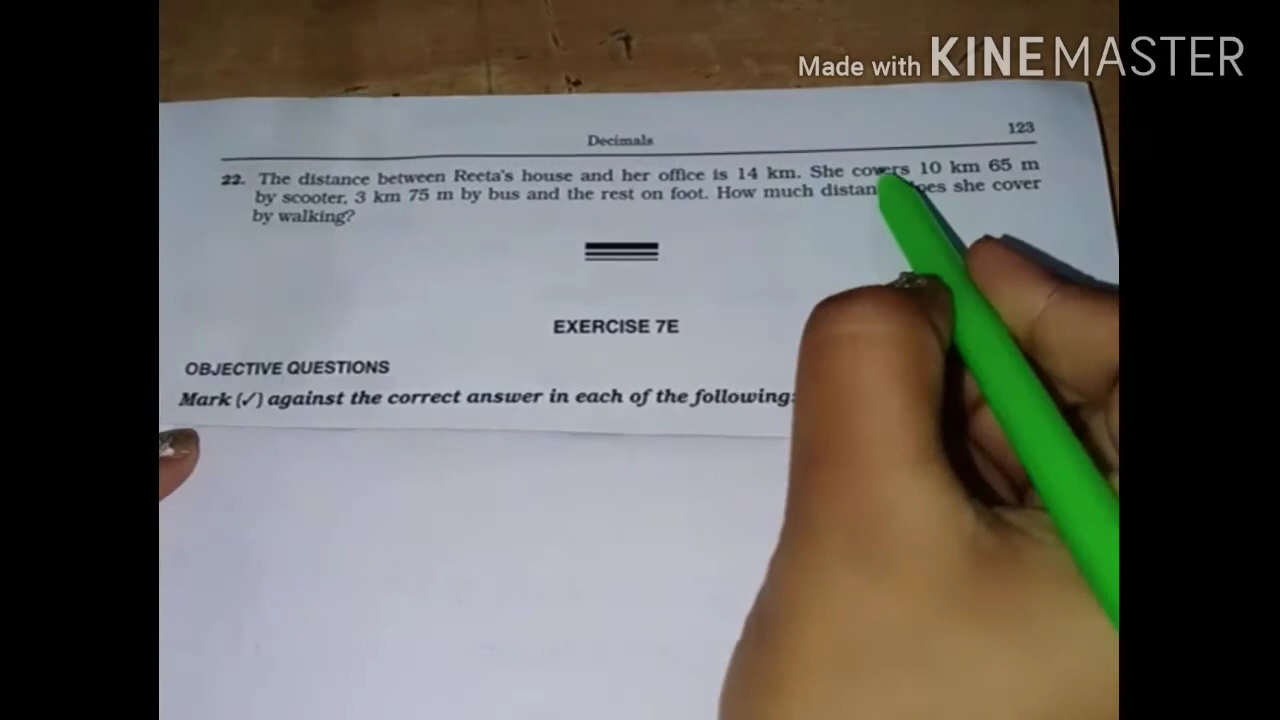 Made with KINEMASTER
Decimals 123
22. The distance between Reeta's house and her office is 14 km. She covers 10 km 65 m
by scooter, 3 km 75 m by bus and the rest on foot. How much distan oes she cover
by walking?
EXERCISE 7E
OBJECTIVE QUESTIONS
Mark (✓) against the correct answer in each of the following: